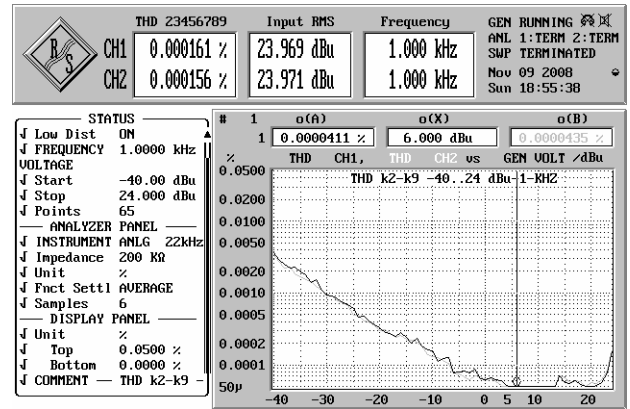 THD 23456789 Input RMS Frequency
R&S
CH1 0.000161 % 23.969 dBu 1.000 kHz
CH2 0.000156 % 23.971 dBu 1.000 kHz
GEN RUNNING
ANL 1:TERM 2:TERM
SWP TERMINATED
Nov 09 2008
Sun 18:55:38
STATUS
Low Dist ON
FREQUENCY 1.0000 kHz
VOLTAGE
Start -40.00 dBu
Stop 24.000 dBu
Points 65
ANALYZER PANEL
INSTRUMENT ANLG 22kHz
Impedance 200 KΩ
Unit %
Fnct Settl AVERAGE
Samples 6
DISPLAY PANEL
Unit %
Top 0.0500 %
Bottom 0.0000 %
COMMENT — THD k2-k9 -
# 1 o(A) o(X) o(B)
1 0.0000411 % 6.000 dBu 0.0000435 %
% THD CH1, THD CH2 vs GEN VOLT /dBu
THD k2-k9 -40..24 dBu-1-KHZ
0.0500
0.0200
0.0100
0.0050
0.0020
0.0010
0.0005
0.0002
0.0001
50µ
-40 -30 -20 -10 0 5 10 20